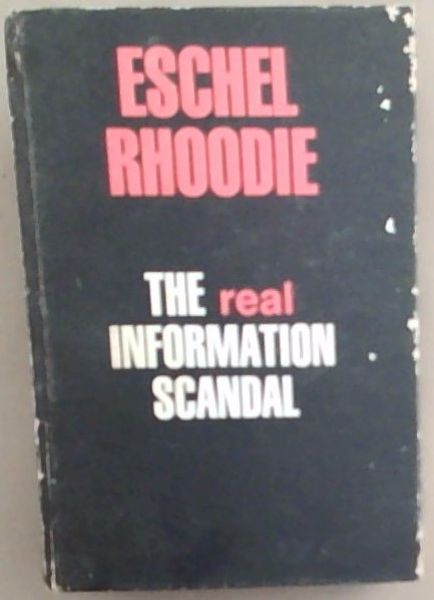 ESCHEL
RHOODIE
THE real
INFORMATION
SCANDAL